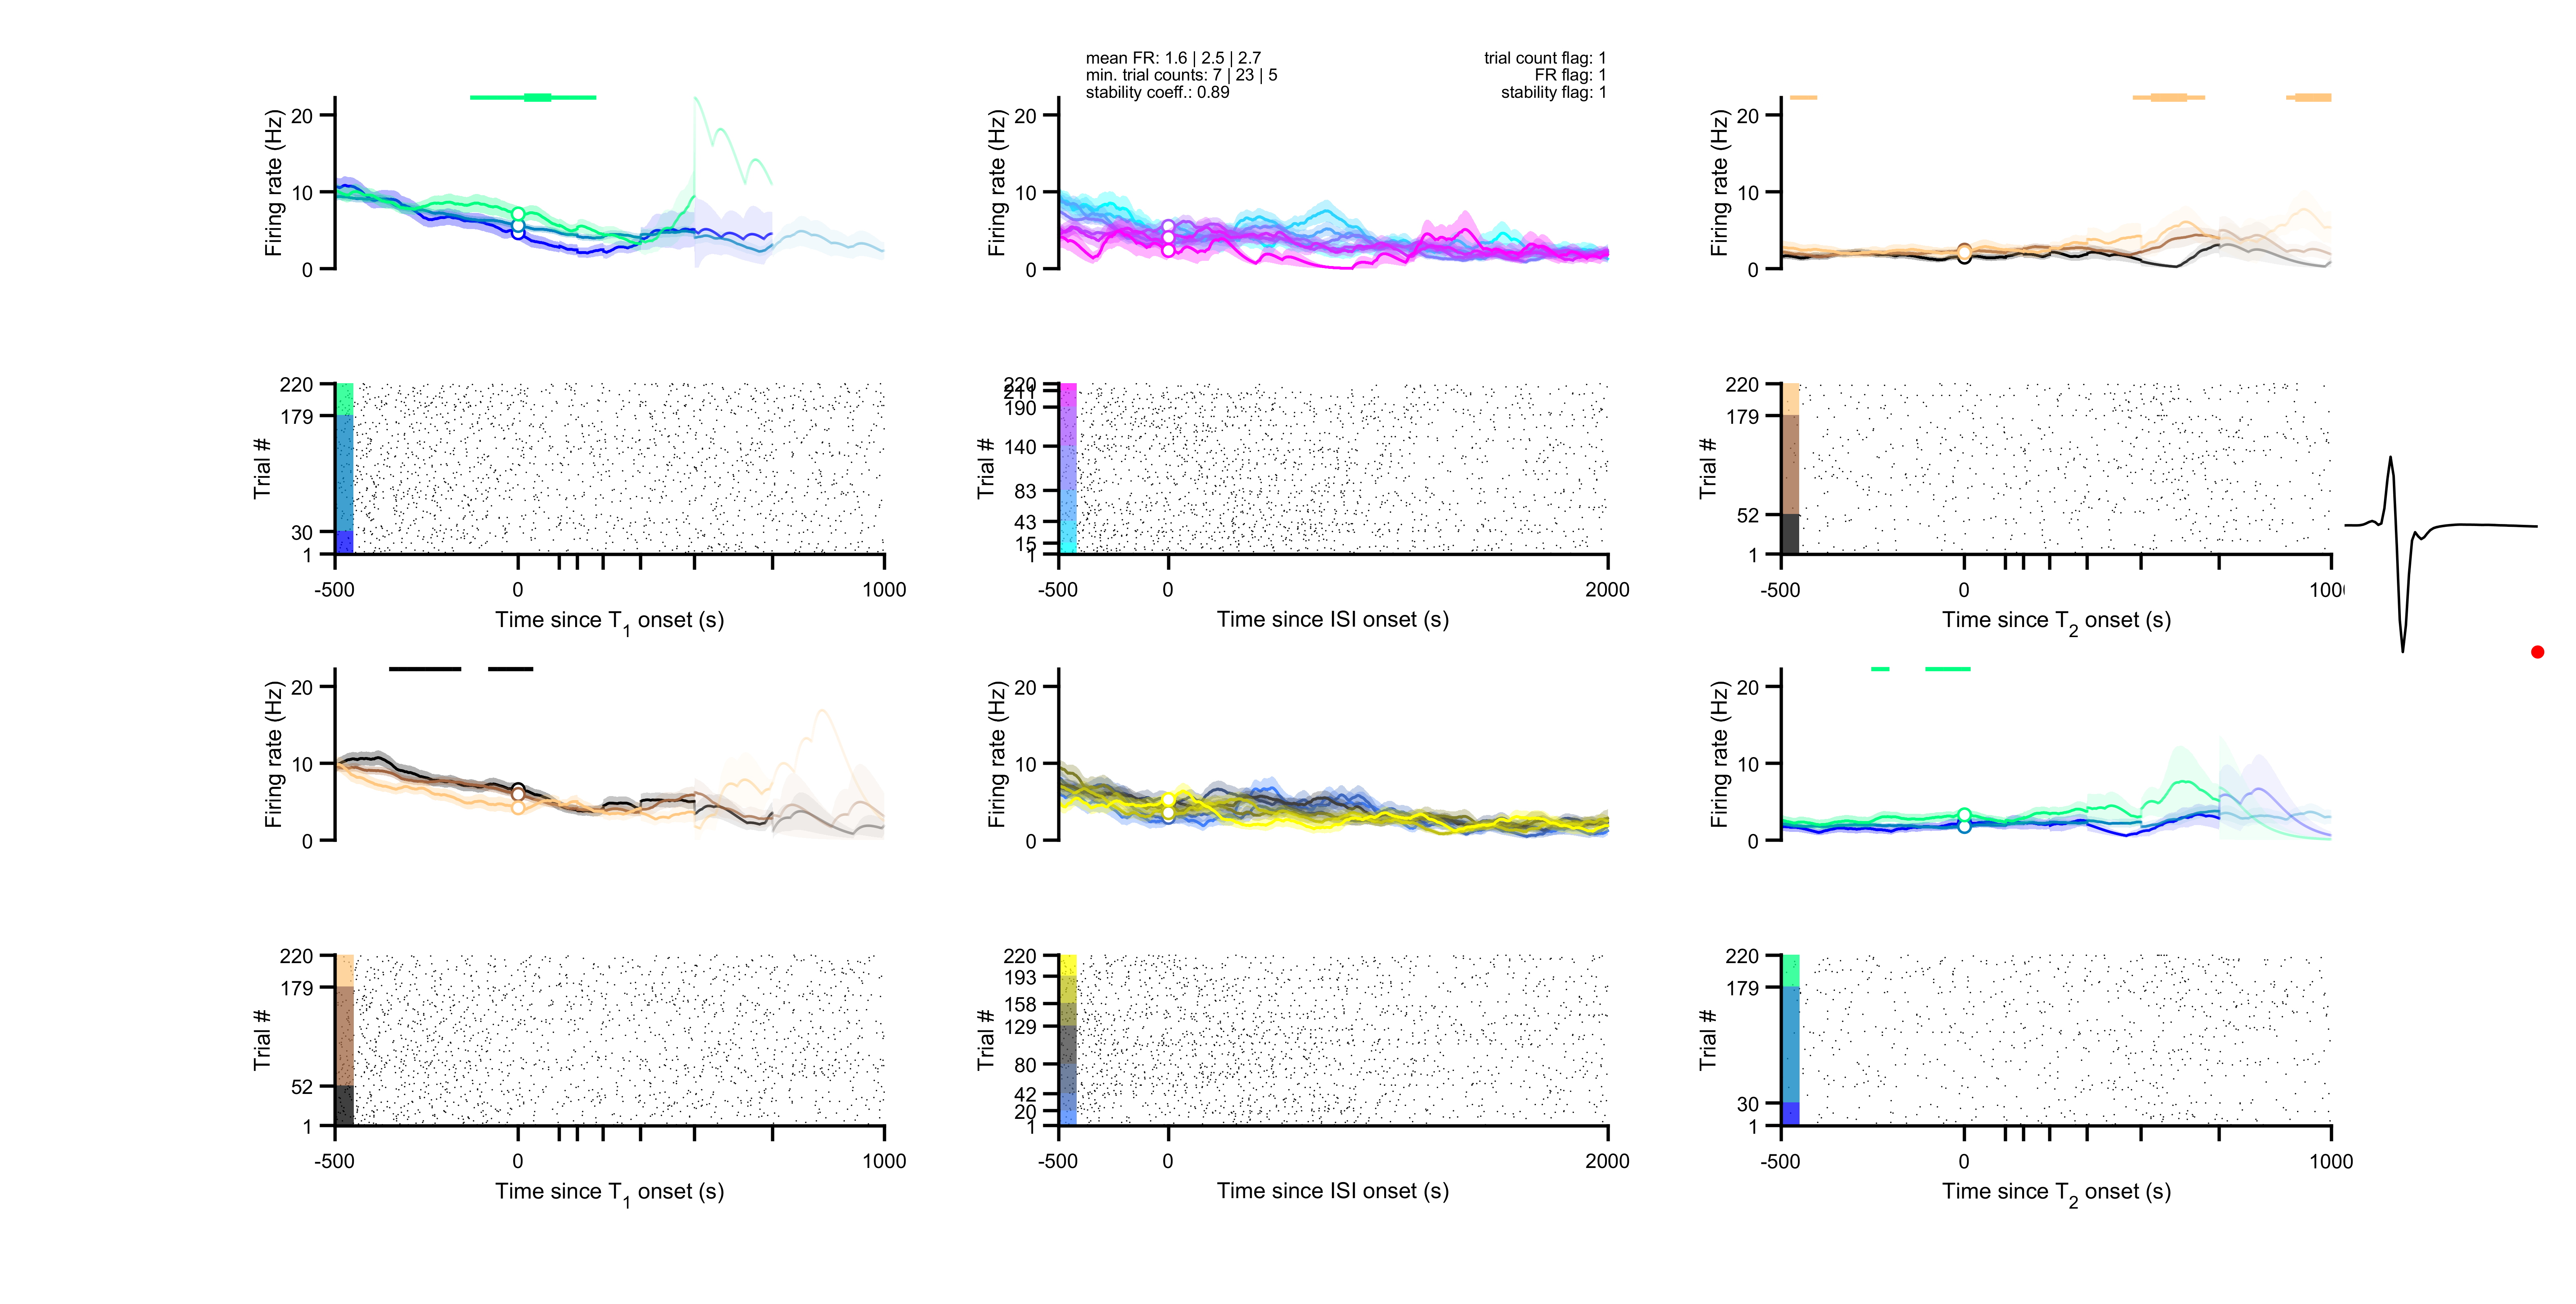 mean FR: 1.6 | 2.5 | 2.7
min. trial counts: 7 | 23 | 5
stability coeff.: 0.89
trial count flag: 1
FR flag: 1
stability flag: 1
Firing rate (Hz)
20
10
0
Firing rate (Hz)
20
10
0
Firing rate (Hz)
20
10
0
Trial #
220
179
30
1
-500
0
1000
Time since T1 onset (s)
Trial #
220
211
190
140
83
43
15
1
-500
0
2000
Time since ISI onset (s)
Trial #
220
179
52
1
-500
0
1000
Time since T2 onset (s)
Firing rate (Hz)
20
10
0
Firing rate (Hz)
20
10
0
Firing rate (Hz)
20
10
0
Trial #
220
179
52
1
-500
0
1000
Time since T1 onset (s)
Trial #
220
193
158
129
80
42
20
1
-500
0
2000
Time since ISI onset (s)
Trial #
220
179
30
1
-500
0
1000
Time since T2 onset (s)